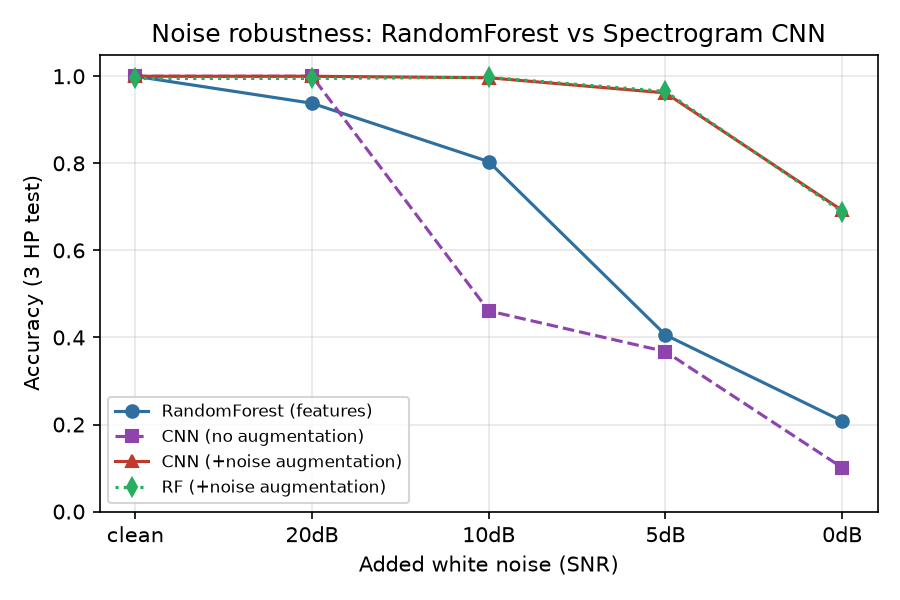 Noise robustness: RandomForest vs Spectrogram CNN
Accuracy (3 HP test)
1.0
0.8
0.6
0.4
0.2
0.0
RandomForest (features)
CNN (no augmentation)
CNN (+noise augmentation)
RF (+noise augmentation)
clean 20dB 10dB 5dB 0dB
Added white noise (SNR)